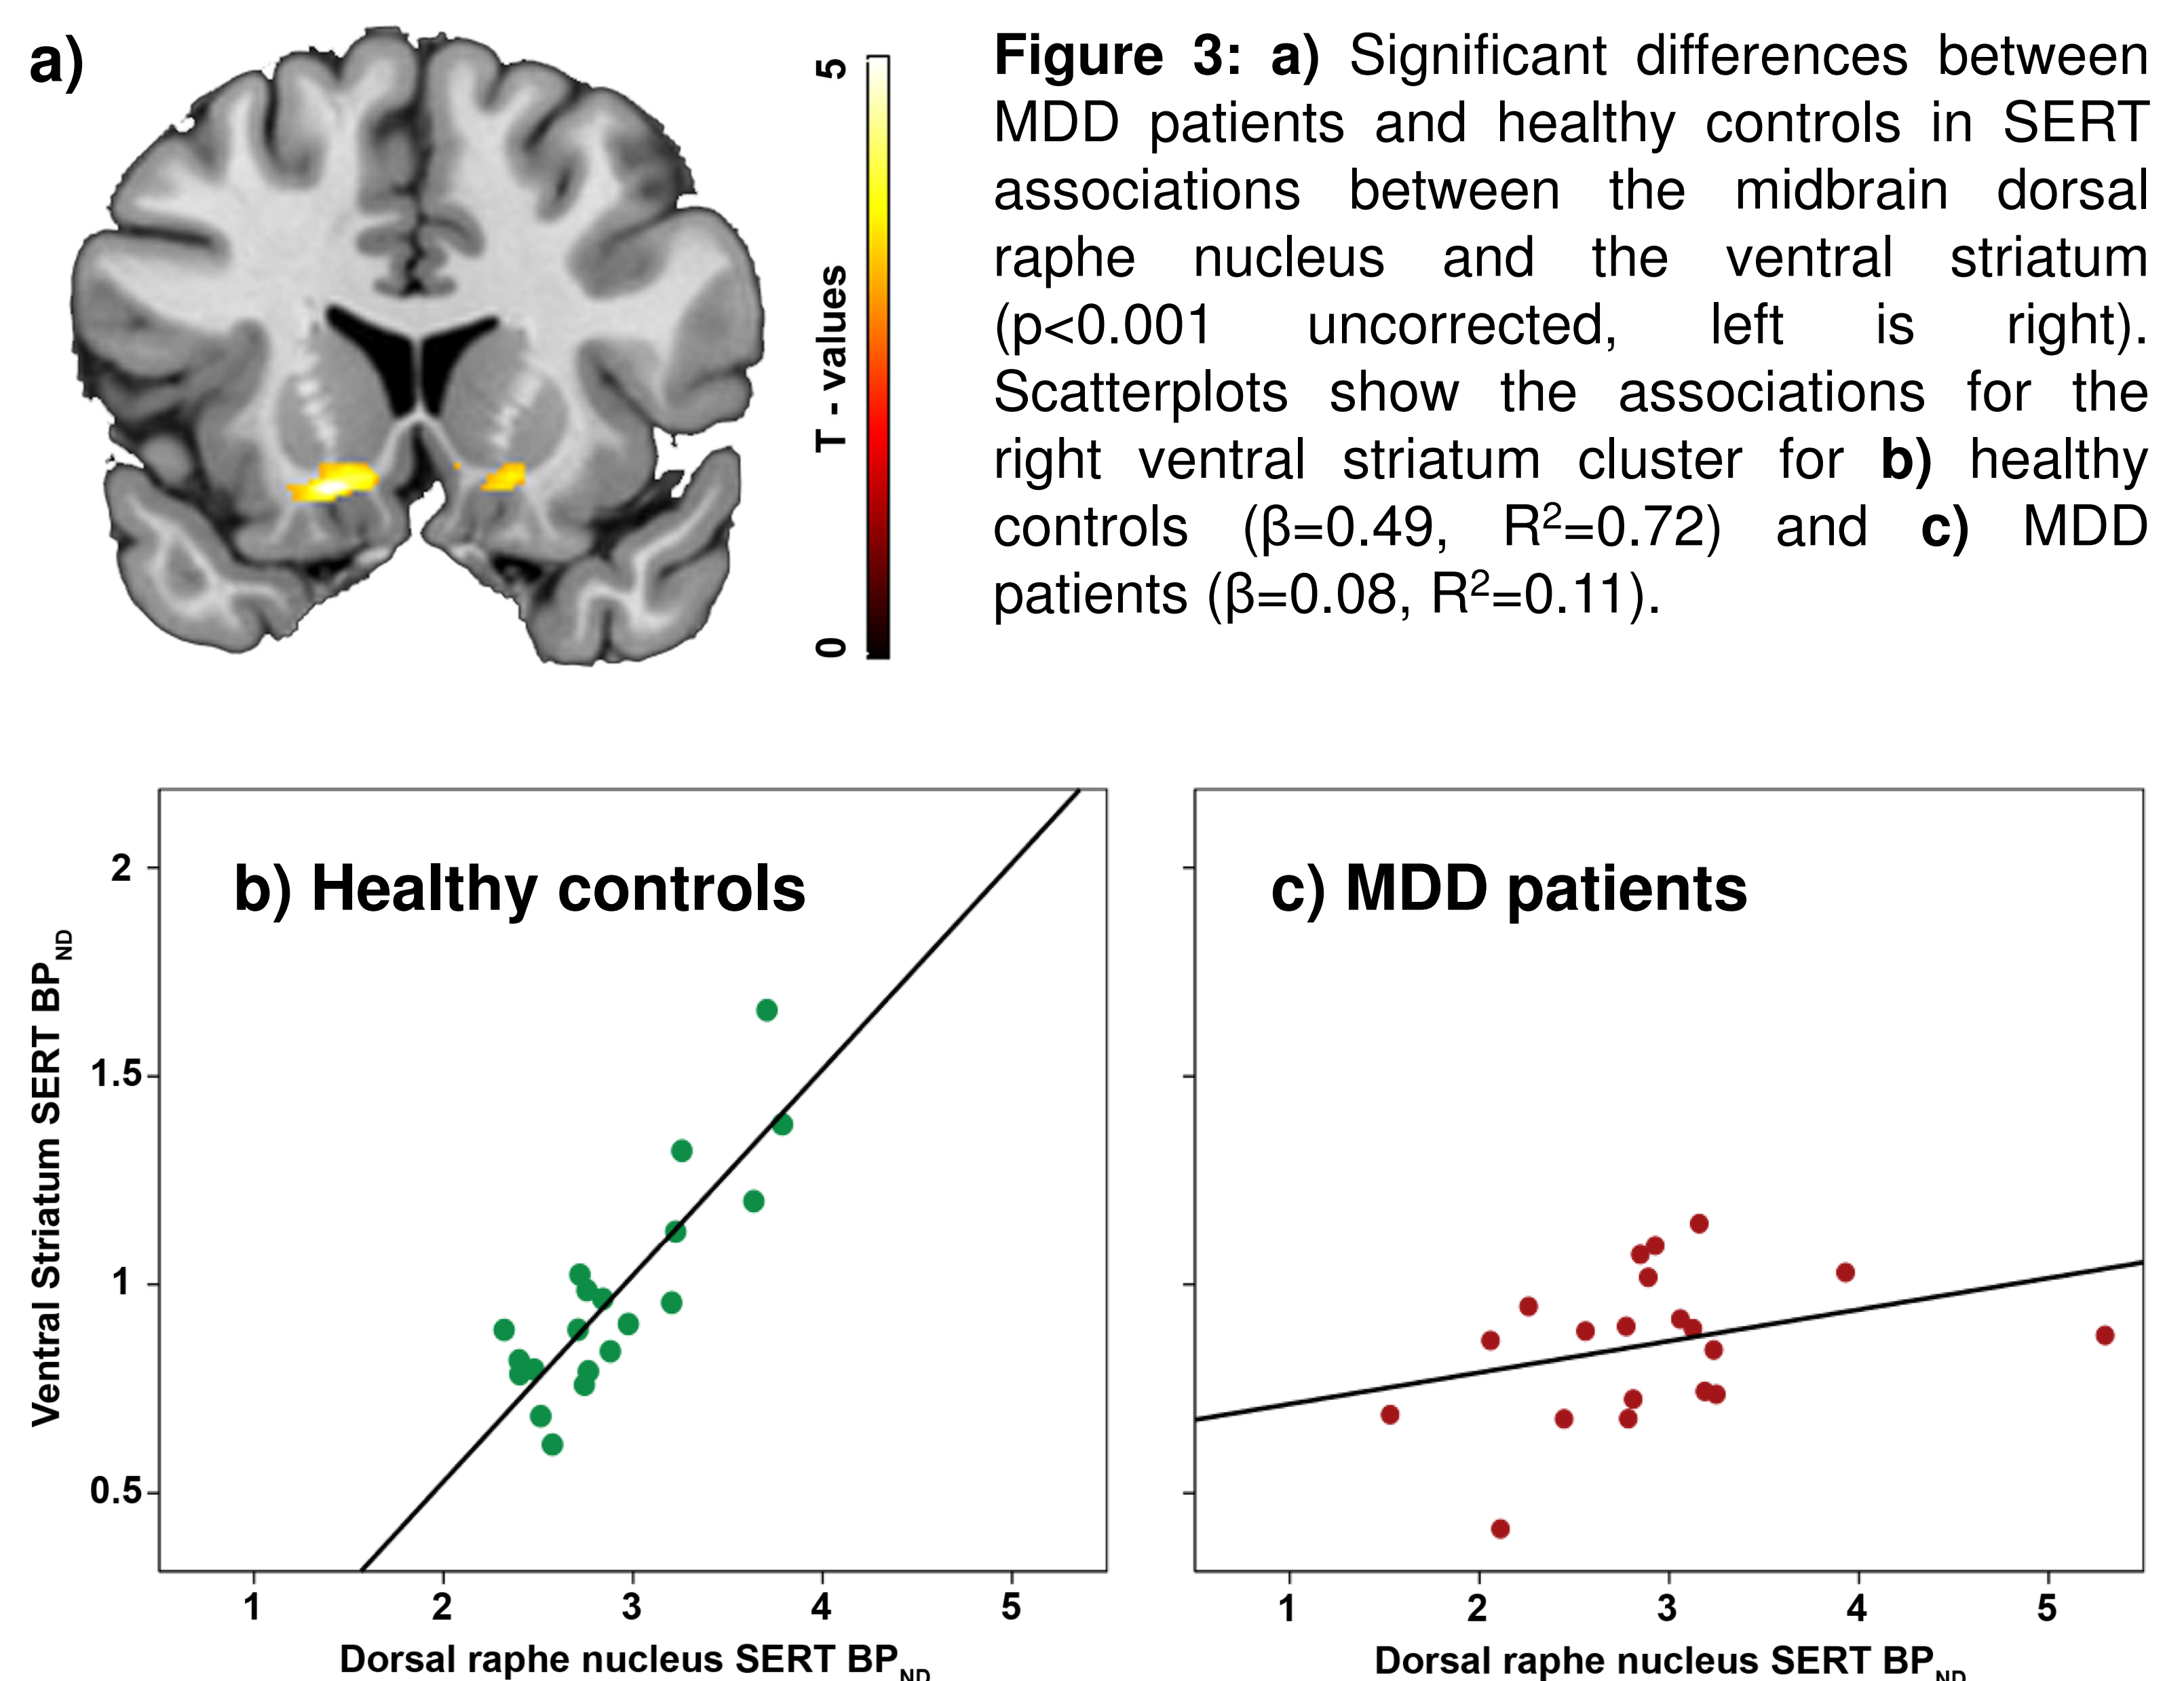 a)
5
T - values
0
Figure 3: a) Significant differences between
MDD patients and healthy controls in SERT
associations between the midbrain dorsal
raphe nucleus and the ventral striatum
(p<0.001 uncorrected, left is right).
Scatterplots show the associations for the
right ventral striatum cluster for b) healthy
controls (β=0.49, R²=0.72) and c) MDD
patients (β=0.08, R²=0.11).
b) Healthy controls
Ventral Striatum SERT BP_ND
2
1.5
1
0.5
1 2 3 4 5
Dorsal raphe nucleus SERT BP_ND
c) MDD patients
1 2 3 4 5
Dorsal raphe nucleus SERT BP_ND